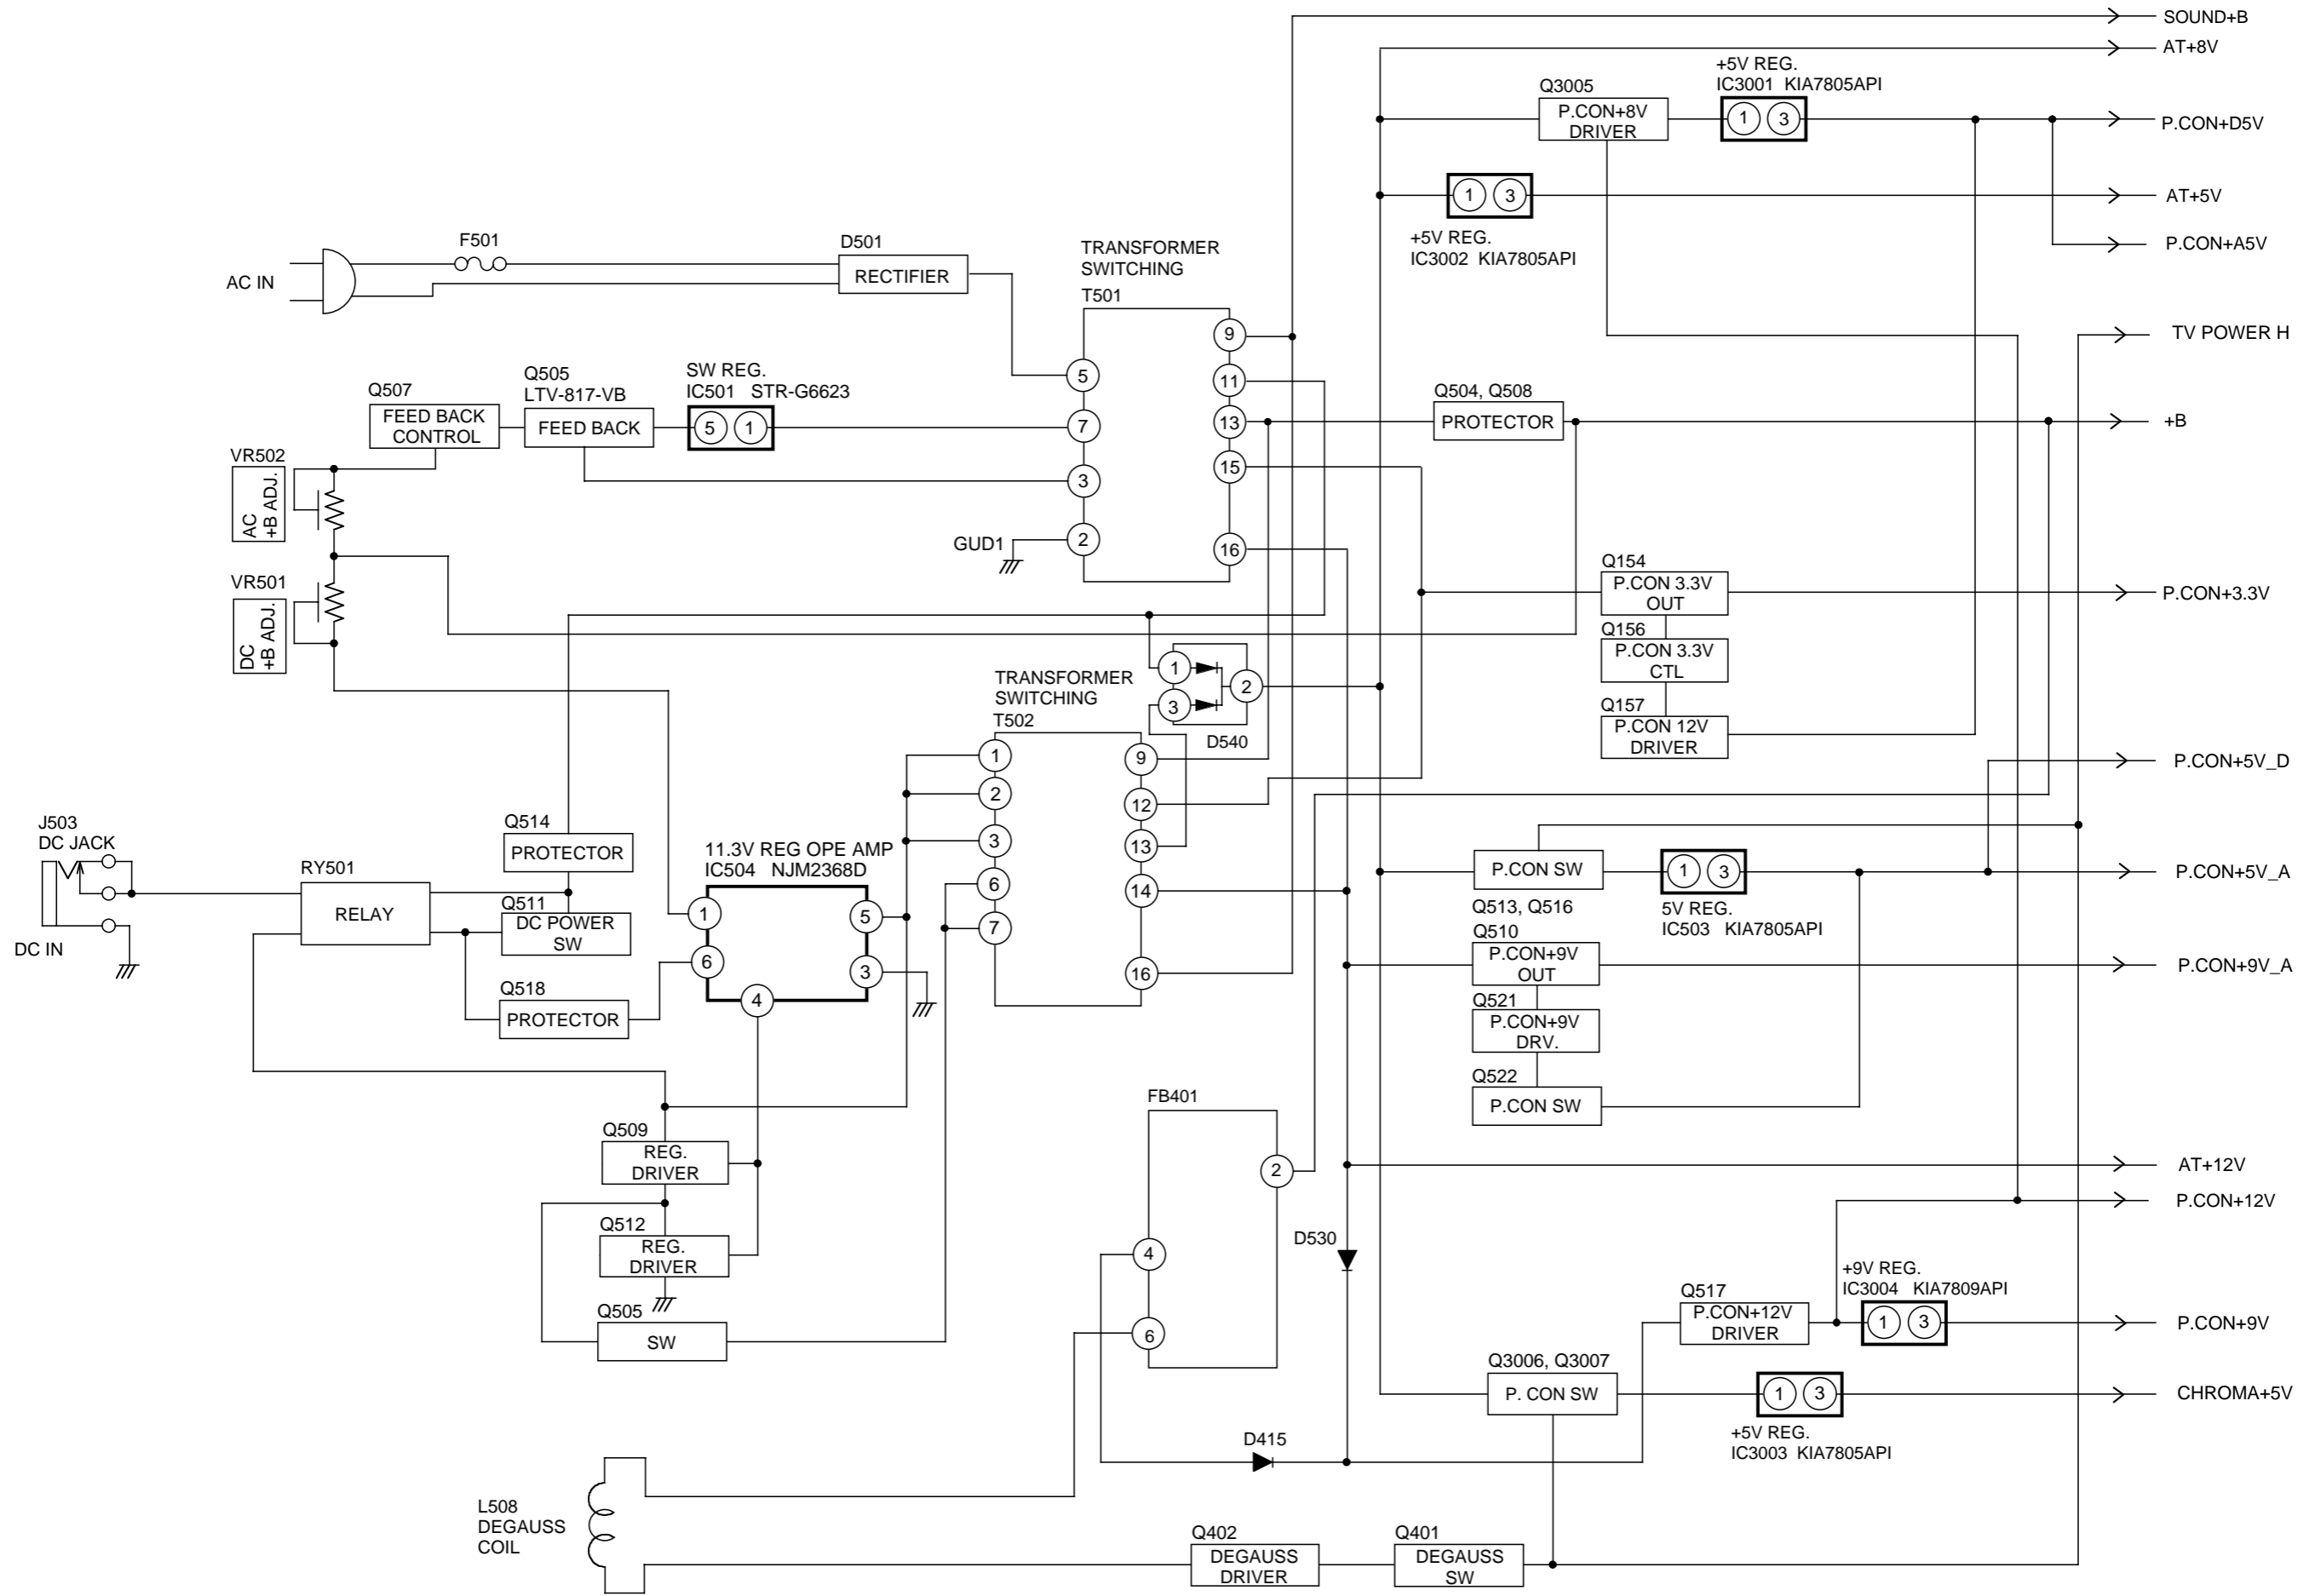 SOUND+B
AT+8V
+5V REG.
IC3001 KIA7805API
Q3005
P.CON+8V
DRIVER
1 3
P.CON+D5V
1 3
AT+5V
+5V REG.
IC3002 KIA7805API
P.CON+A5V
F501
D501
RECTIFIER
AC IN
TRANSFORMER
SWITCHING
T501
9
11
13
15
16
5
7
3
2
TV POWER H
Q507
FEED BACK
CONTROL
Q505
LTV-817-VB
FEED BACK
SW REG.
IC501 STR-G6623
5 1
Q504, Q508
PROTECTOR
+B
VR502
AC
+B ADJ.
VR501
DC
+B ADJ.
GUD1
Q154
P.CON 3.3V
OUT
P.CON+3.3V
Q156
P.CON 3.3V
CTL
Q157
P.CON 12V
DRIVER
TRANSFORMER
SWITCHING
T502
1
3
2
D540
1
2
3
6
7
9
12
13
14
16
P.CON+5V_D
J503
DC JACK
DC IN
RY501
RELAY
Q514
PROTECTOR
Q511
DC POWER
SW
Q518
PROTECTOR
11.3V REG OPE AMP
IC504 NJM2368D
1
5
6
3
4
P.CON SW
Q513, Q516
1 3
5V REG.
IC503 KIA7805API
P.CON+5V_A
Q510
P.CON+9V
OUT
P.CON+9V_A
Q521
P.CON+9V
DRV.
Q522
P.CON SW
Q509
REG.
DRIVER
Q512
REG.
DRIVER
Q505
SW
FB401
2
4
6
AT+12V
P.CON+12V
D530
Q517
P.CON+12V
DRIVER
+9V REG.
IC3004 KIA7809API
1 3
P.CON+9V
Q3006, Q3007
P. CON SW
1 3
CHROMA+5V
+5V REG.
IC3003 KIA7805API
D415
L508
DEGAUSS
COIL
Q402
DEGAUSS
DRIVER
Q401
DEGAUSS
SW